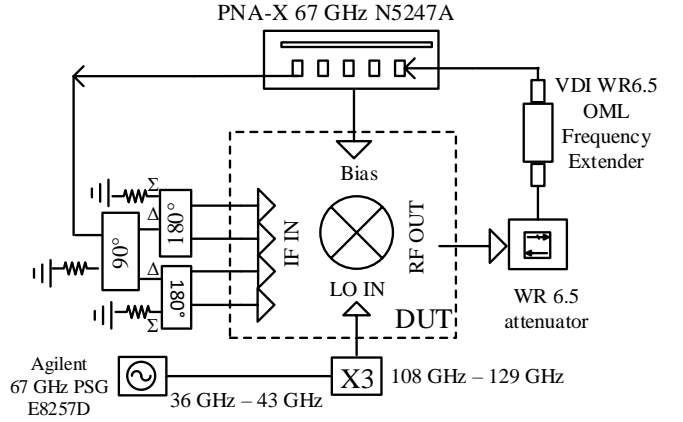 PNA-X 67 GHz N5247A
VDI WR6.5
OML
Frequency
Extender
Bias
Σ
Δ
180°
90°
IF IN
RF OUT
Δ
180°
Σ
LO IN
DUT
WR 6.5
attenuator
Agilent
67 GHz PSG
E8257D
36 GHz – 43 GHz
X3
108 GHz – 129 GHz